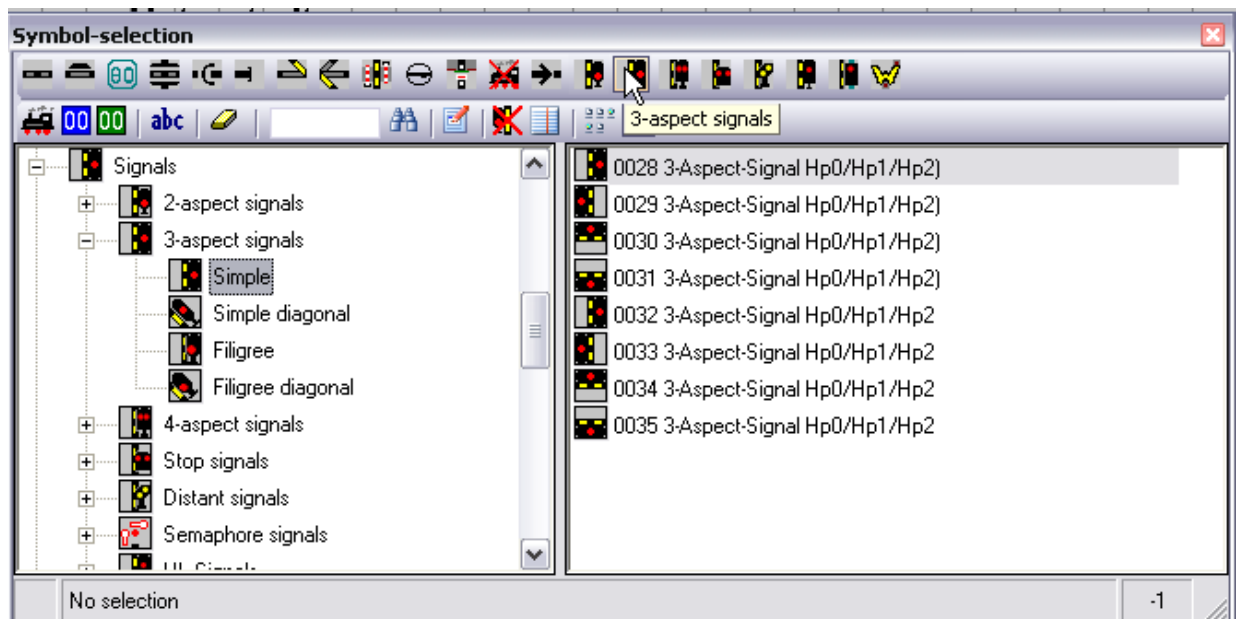 Symbol-selection
00 00 abc
3-aspect signals
Signals
2-aspect signals
3-aspect signals
Simple
Simple diagonal
Filigree
Filigree diagonal
4-aspect signals
Stop signals
Distant signals
Semaphore signals
0028 3-Aspect-Signal Hp0/Hp1/Hp2)
0029 3-Aspect-Signal Hp0/Hp1/Hp2)
0030 3-Aspect-Signal Hp0/Hp1/Hp2)
0031 3-Aspect-Signal Hp0/Hp1/Hp2)
0032 3-Aspect-Signal Hp0/Hp1/Hp2
0033 3-Aspect-Signal Hp0/Hp1/Hp2
0034 3-Aspect-Signal Hp0/Hp1/Hp2
0035 3-Aspect-Signal Hp0/Hp1/Hp2
No selection
-1